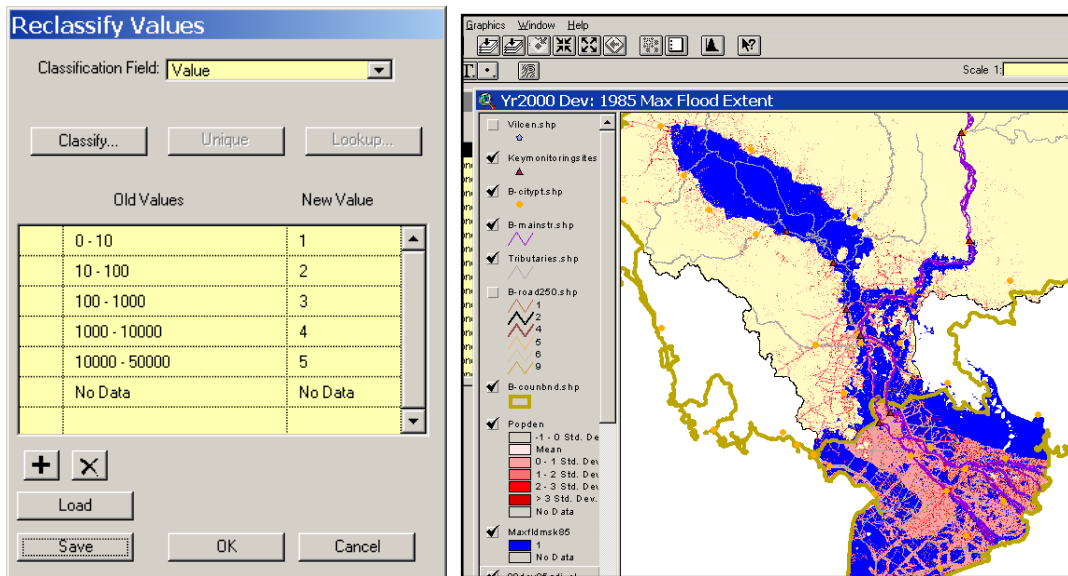 Reclassify Values
Classification Field: Value
Classify... Unique Lookup...
Old Values New Value
0 - 10 1
10 - 100 2
100 - 1000 3
1000 - 10000 4
10000 - 50000 5
No Data No Data
Load
Save OK Cancel
Graphics Window Help
T.
Scale 1:
Yr2000 Dev: 1985 Max Flood Extent
Vilcen.shp
Keymonitoringsites
B-citypt.shp
B-mainstr.shp
Tributaries.shp
B-road250.shp
1
2
4
5
6
9
B-counbnd.shp
Popden
-1 - 0 Std. De
Mean
0 - 1 Std. Dev
1 - 2 Std. Dev
2 - 3 Std. Dev
> 3 Std. Dev.
No Data
Maxfldmsk85
1
No Data